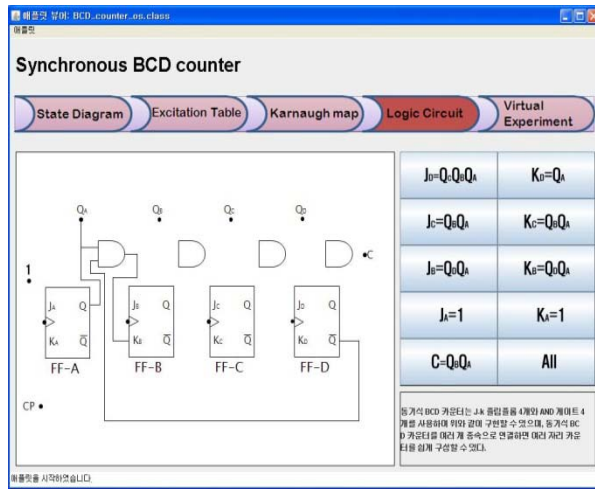 애플릿 뷰어: BCD_counter_os.class
애플릿
Synchronous BCD counter
State Diagram
Excitation Table
Karnaugh map
Logic Circuit
Virtual
Experiment
QA QB QC QD
C
1
JA Q
KA Q̅
FF-A
JB Q
KB Q̅
FF-B
JC Q
KC Q̅
FF-C
JD Q
KD Q̅
FF-D
CP
JD=QCQBQA
KD=QA
JC=QBQA
KC=QBQA
JB=Q̅DQA
KB=Q̅DQA
JA=1
KA=1
All
동기식 BCD 카운터는 J-k 플립플롭 4개와 AND 게이트 4
개를 사용하여 위와 같이 구현할 수 있으며, 동기식 BC
D 카운터를 여러 개 종속으로 연결하면 여러 자리 카운
터를 쉽게 구성할 수 있다.
애플릿을 시작하였습니다.